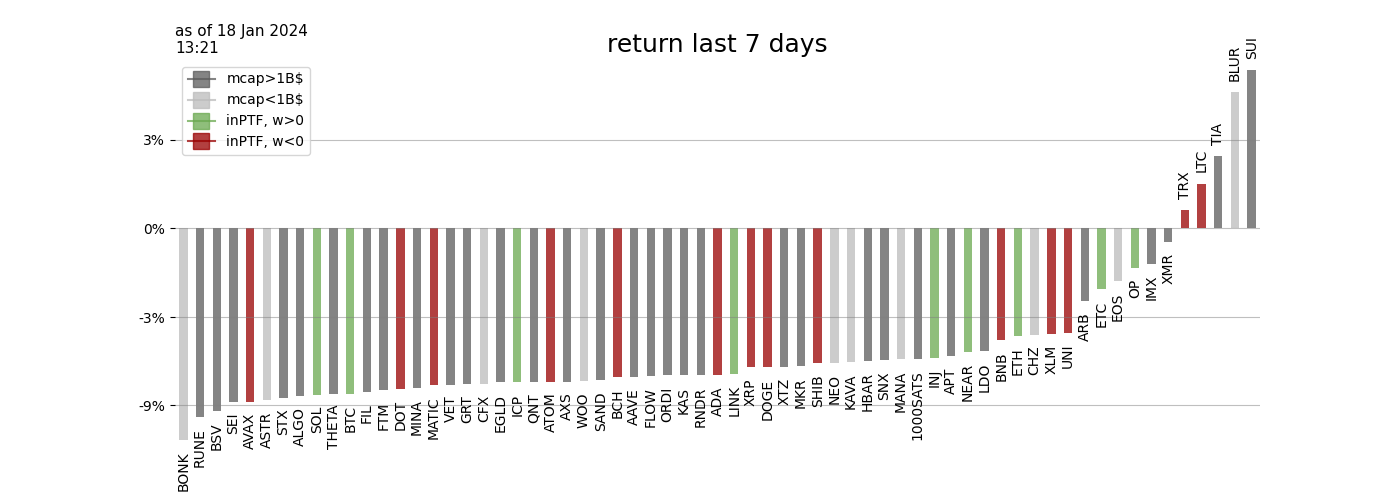 as of 18 Jan 2024
13:21
return last 7 days
mcap>1B$
mcap<1B$
inPTF, w>0
inPTF, w<0
3%
0%
-3%
-9%
BONK
RUNE
BSV
SEI
AVAX
ASTR
STX
ALGO
SOL
THETA
BTC
FIL
FTM
DOT
MINA
MATIC
VET
GRT
CFX
EGLD
ICP
QNT
ATOM
AXS
WOO
SAND
BCH
AAVE
FLOW
ORDI
KAS
RNDR
ADA
LINK
XRP
DOGE
XTZ
MKR
SHIB
NEO
KAVA
HBAR
SNX
MANA
1000SATS
INJ
APT
NEAR
LDO
BNB
ETH
CHZ
XLM
UNI
ARB
ETC
EOS
OP
IMX
XMR
TRX
LTC
TIA
BLUR
SUI